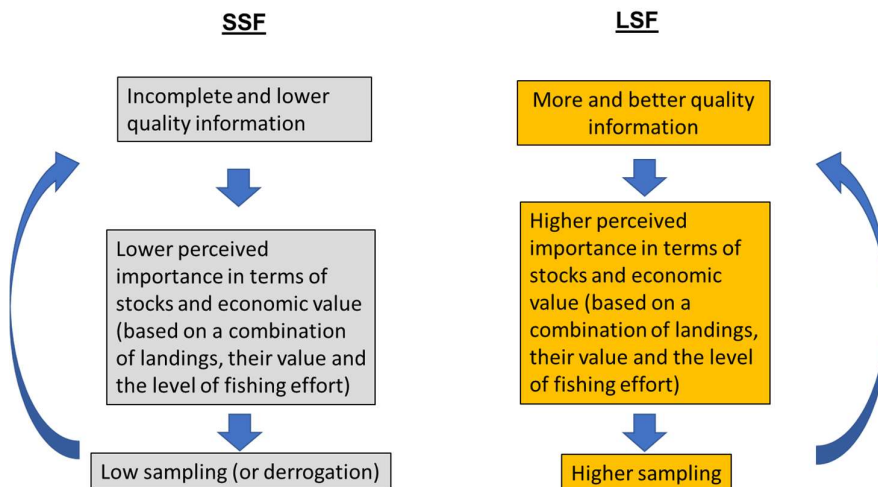 SSF
Incomplete and lower
quality information
Lower perceived
importance in terms of
stocks and economic value
(based on a combination
of landings, their value and
the level of fishing effort)
Low sampling (or derrogation)
LSF
More and better quality
information
Higher perceived
importance in terms of
stocks and economic
value (based on a
combination of landings,
their value and the level
of fishing effort)
Higher sampling